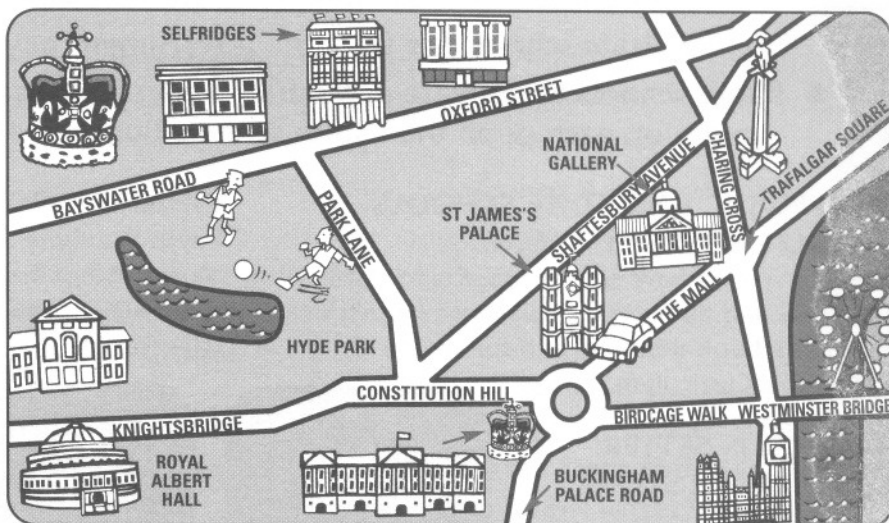 SELFRIDGES
OXFORD STREET
BAYSWATER ROAD
PARK LANE
NATIONAL
GALLERY
SHAFTESBURY AVENUE
CHARING CROSS
TRAFALGAR SQUARE
ST JAMES'S
PALACE
THE MALL
HYDE PARK
CONSTITUTION HILL
KNIGHTSBRIDGE
BIRDCAGE WALK
WESTMINSTER BRIDGE
ROYAL
ALBERT
HALL
BUCKINGHAM
PALACE ROAD